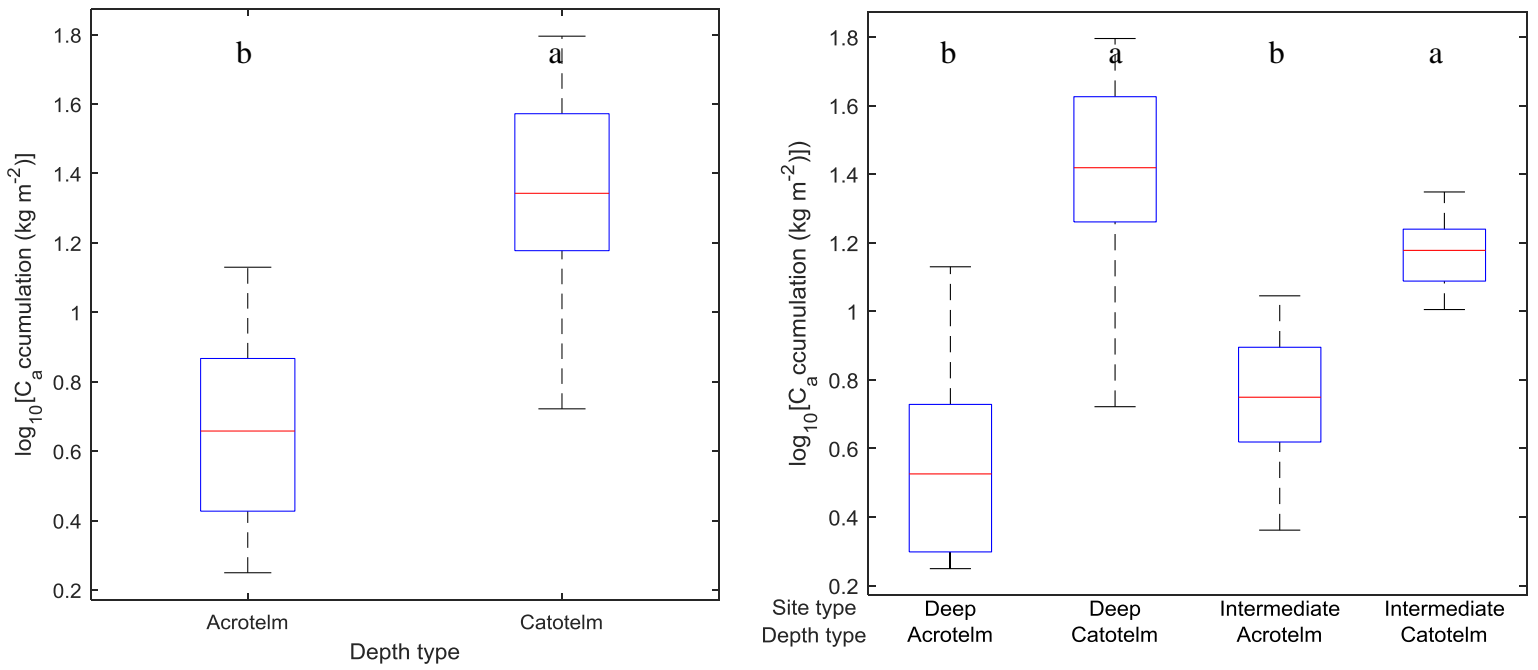 b a
1.8
1.6
1.4
1.2
1
0.8
0.6
0.4
0.2
log10[Caccumulation (kg m-2)]
Acrotelm Catotelm
Depth type
b a b a
1.8
1.6
1.4
1.2
1
0.8
0.6
0.4
0.2
log10[Caccumulation (kg m-2)])
Site type Deep Deep Intermediate Intermediate
Depth type Acrotelm Catotelm Acrotelm Catotelm